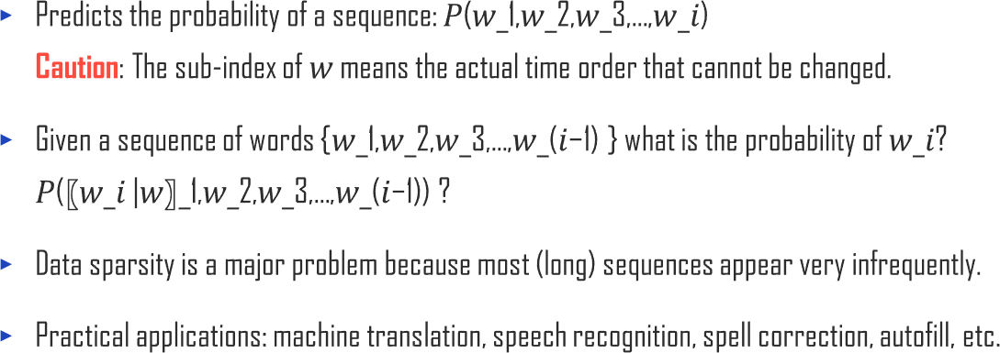 ▸ Predicts the probability of a sequence: 𝑃(𝑤_1,𝑤_2,𝑤_3,…,𝑤_𝑖)
Caution: The sub-index of 𝑤 means the actual time order that cannot be changed.
▸ Given a sequence of words {𝑤_1,𝑤_2,𝑤_3,…,𝑤_(𝑖−1) } what is the probability of 𝑤_𝑖?
𝑃(〖𝑤_𝑖 |𝑤〗_1,𝑤_2,𝑤_3,…,𝑤_(𝑖−1)) ?
▸ Data sparsity is a major problem because most (long) sequences appear very infrequently.
▸ Practical applications: machine translation, speech recognition, spell correction, autofill, etc.